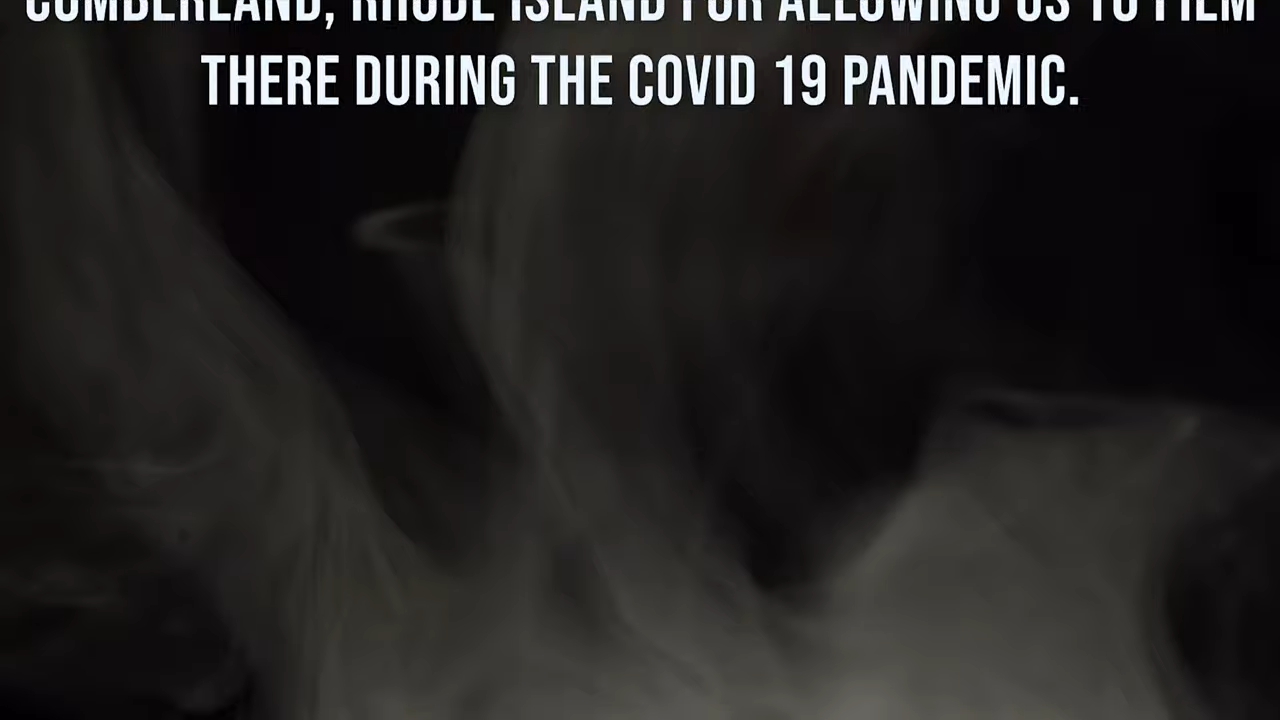 CUMBERLAND, RHODE ISLAND FOR ALLOWING US TO FILM
THERE DURING THE COVID 19 PANDEMIC.